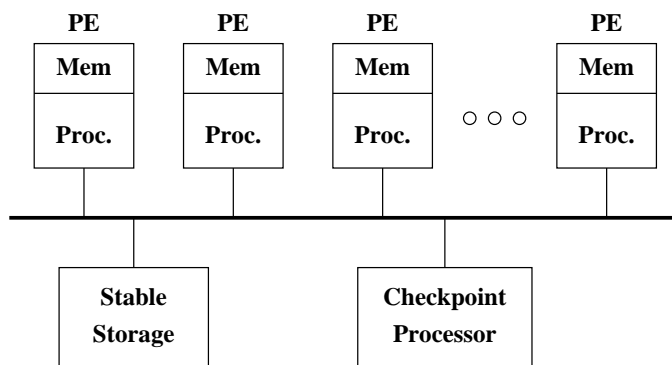 PE PE PE PE
Mem Mem Mem Mem
Proc. Proc. Proc. Proc.
Stable Checkpoint
Storage Processor